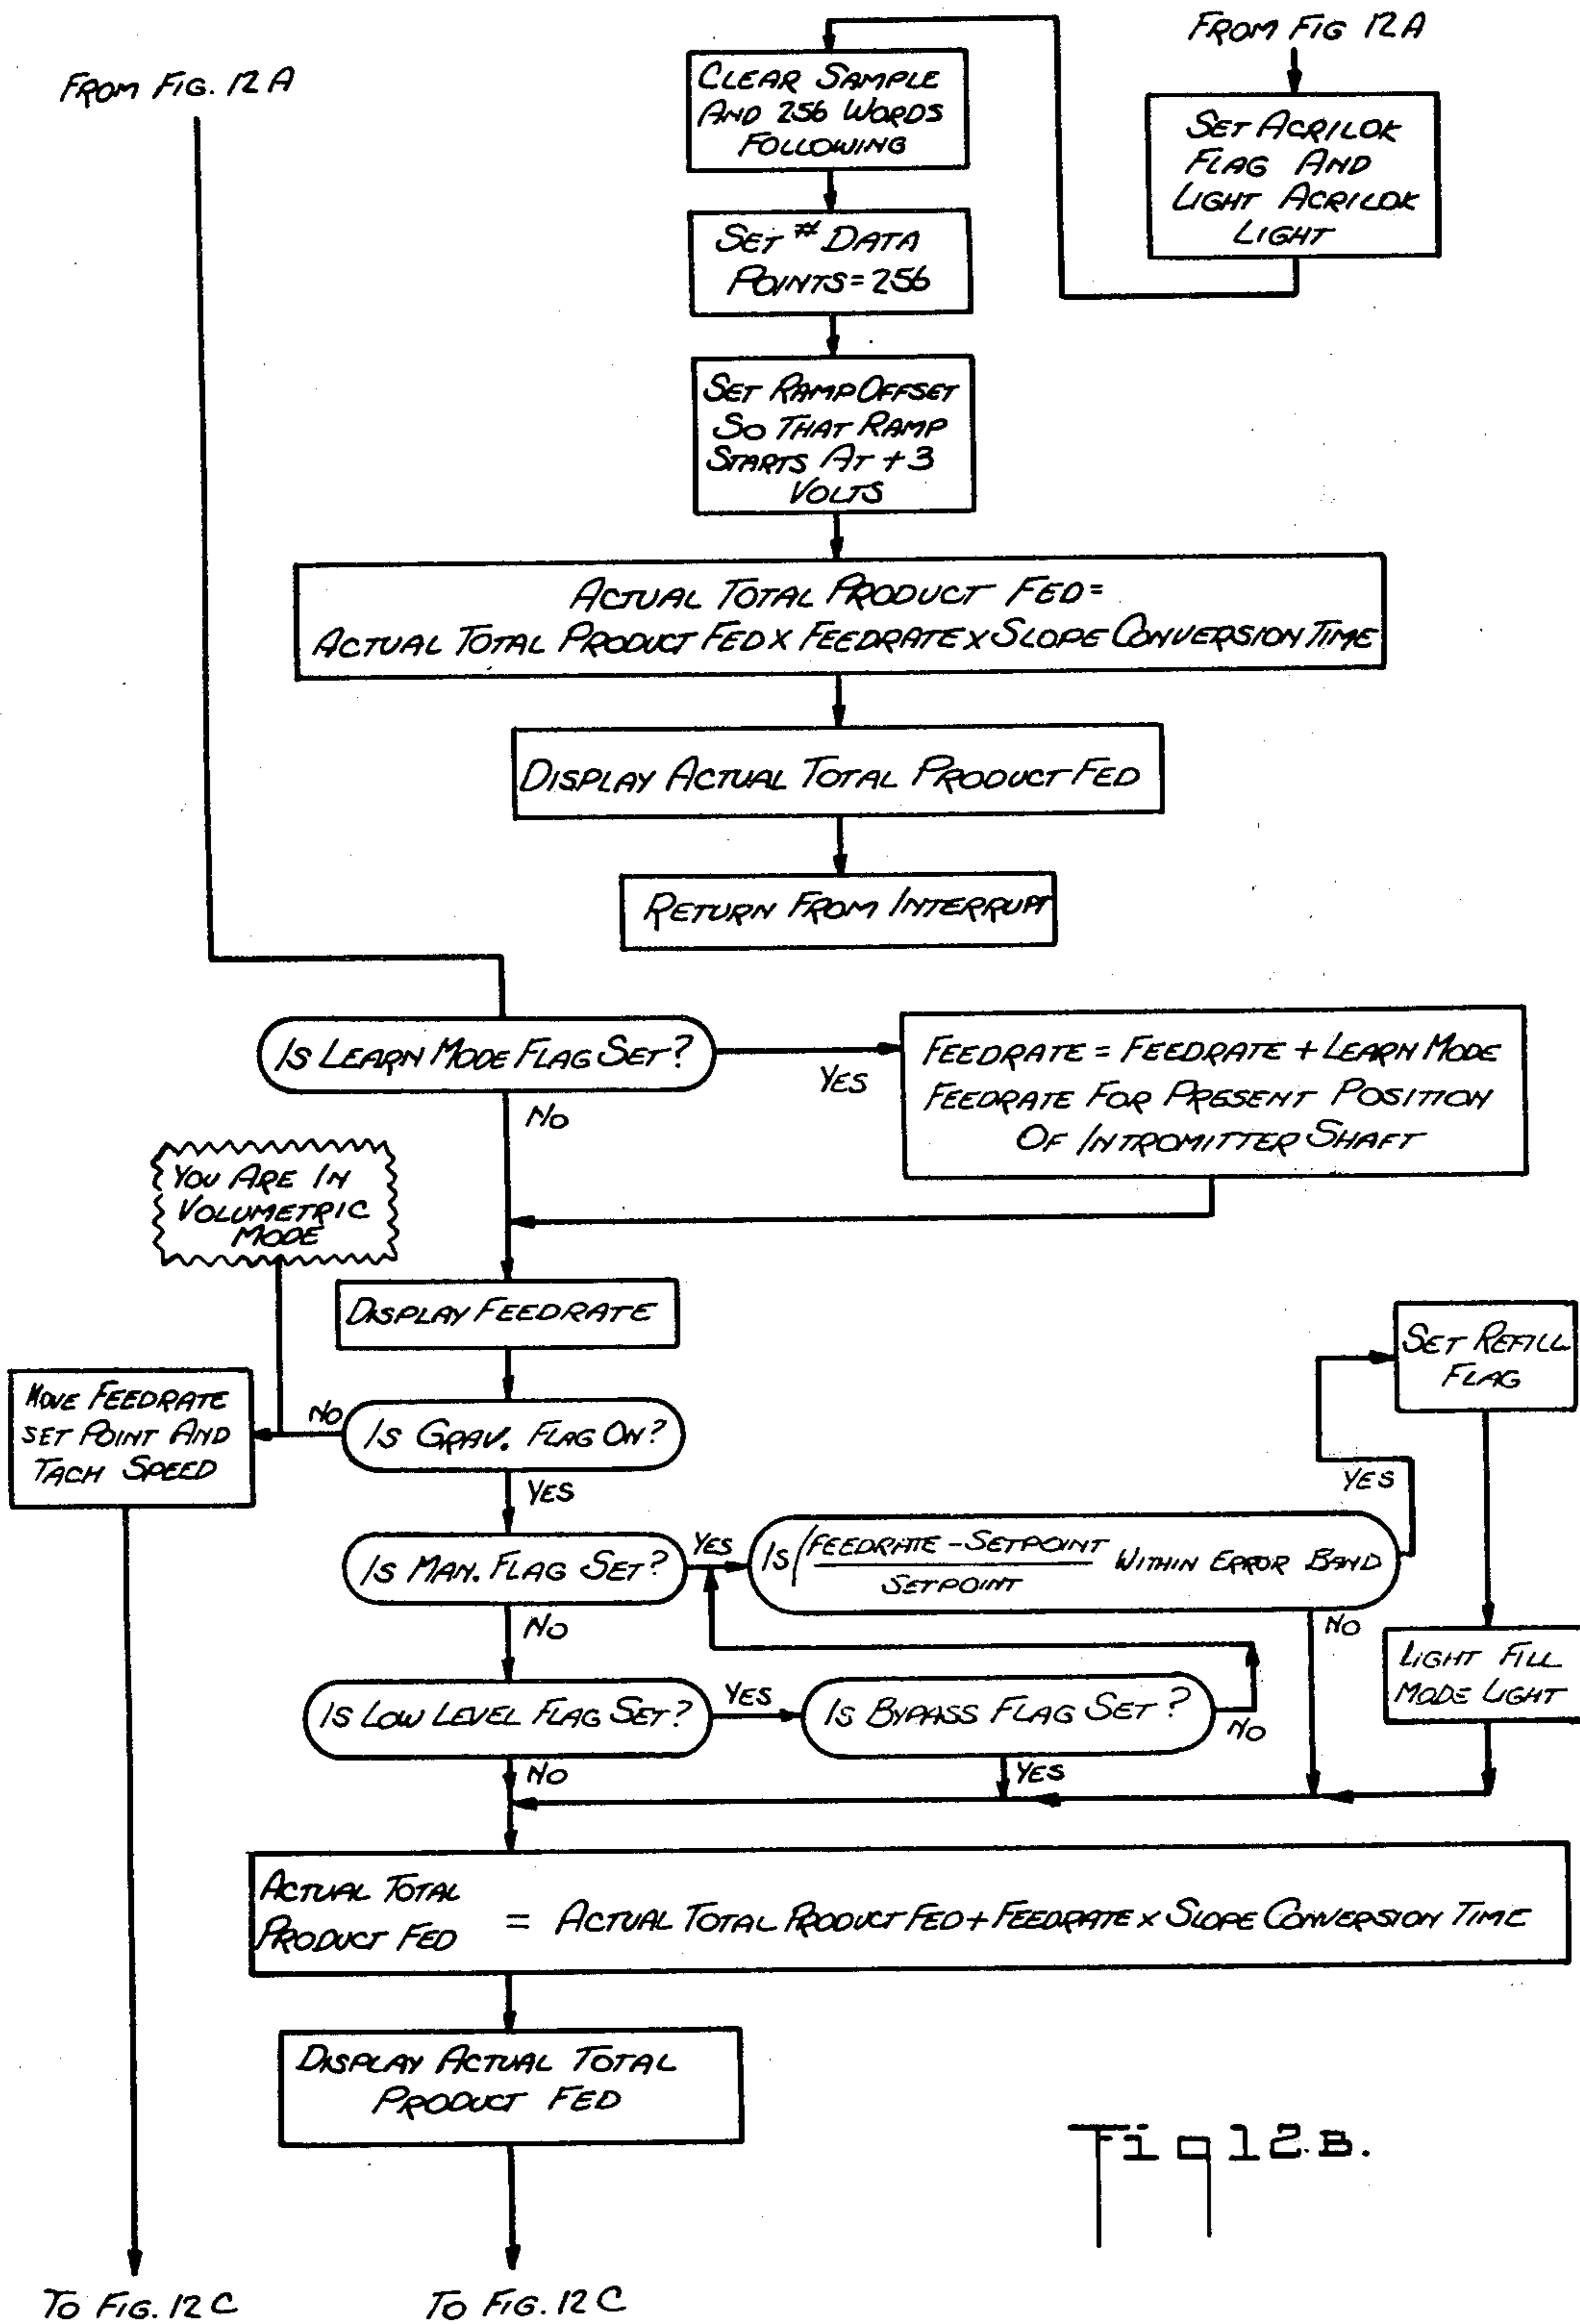 FROM FIG. 12A
FROM FIG 12A
CLEAR SAMPLE
AND 256 WORDS
FOLLOWING
SET ACRILOK
FLAG AND
LIGHT ACRILOK
LIGHT
SET # DATA
POINTS=256
SET RAMP OFFSET
SO THAT RAMP
STARTS AT +3
VOLTS
ACTUAL TOTAL PRODUCT FED=
ACTUAL TOTAL PRODUCT FED x FEEDRATE x SLOPE CONVERSION TIME
DISPLAY ACTUAL TOTAL PRODUCT FED
RETURN FROM INTERRUPT
IS LEARN MODE FLAG SET?
YES
NO
FEEDRATE = FEEDRATE + LEARN MODE
FEEDRATE FOR PRESENT POSITION
OF INTROMITTER SHAFT
YOU ARE IN
VOLUMETRIC
MODE
DISPLAY FEEDRATE
MOVE FEEDRATE
SET POINT AND
TACH SPEED
NO
IS GRAV. FLAG ON?
YES
SET REFILL
FLAG
YES
IS MAN. FLAG SET?
YES
NO
IS (FEEDRATE - SETPOINT
SETPOINT
WITHIN ERROR BAND
NO
LIGHT FILL
MODE LIGHT
IS LOW LEVEL FLAG SET?
YES
NO
IS BYPASS FLAG SET?
NO
YES
ACTUAL TOTAL
PRODUCT FED
= ACTUAL TOTAL PRODUCT FED + FEEDRATE x SLOPE CONVERSION TIME
DISPLAY ACTUAL TOTAL
PRODUCT FED
Fig 12.B.
TO FIG. 12C
TO FIG. 12C